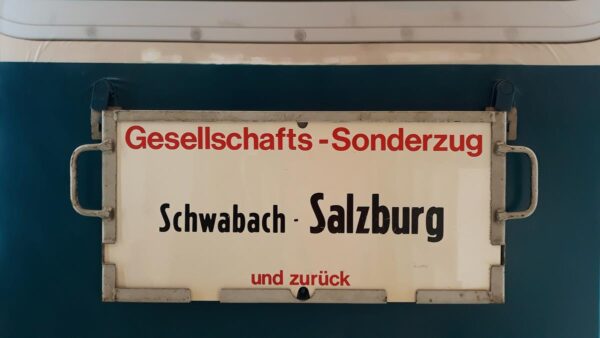 Gesellschafts - Sonderzug
Schwabach - Salzburg
und zurück